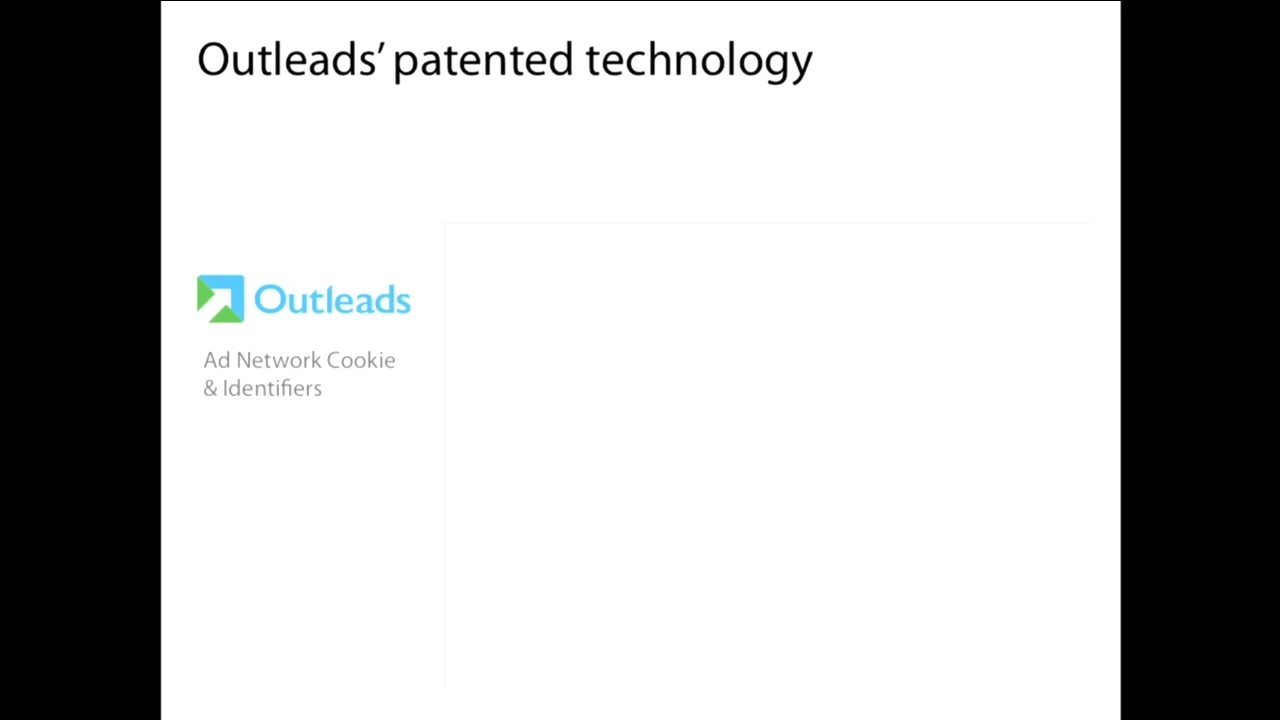 Outleads’ patented technology
Outleads
Ad Network Cookie
& Identifiers